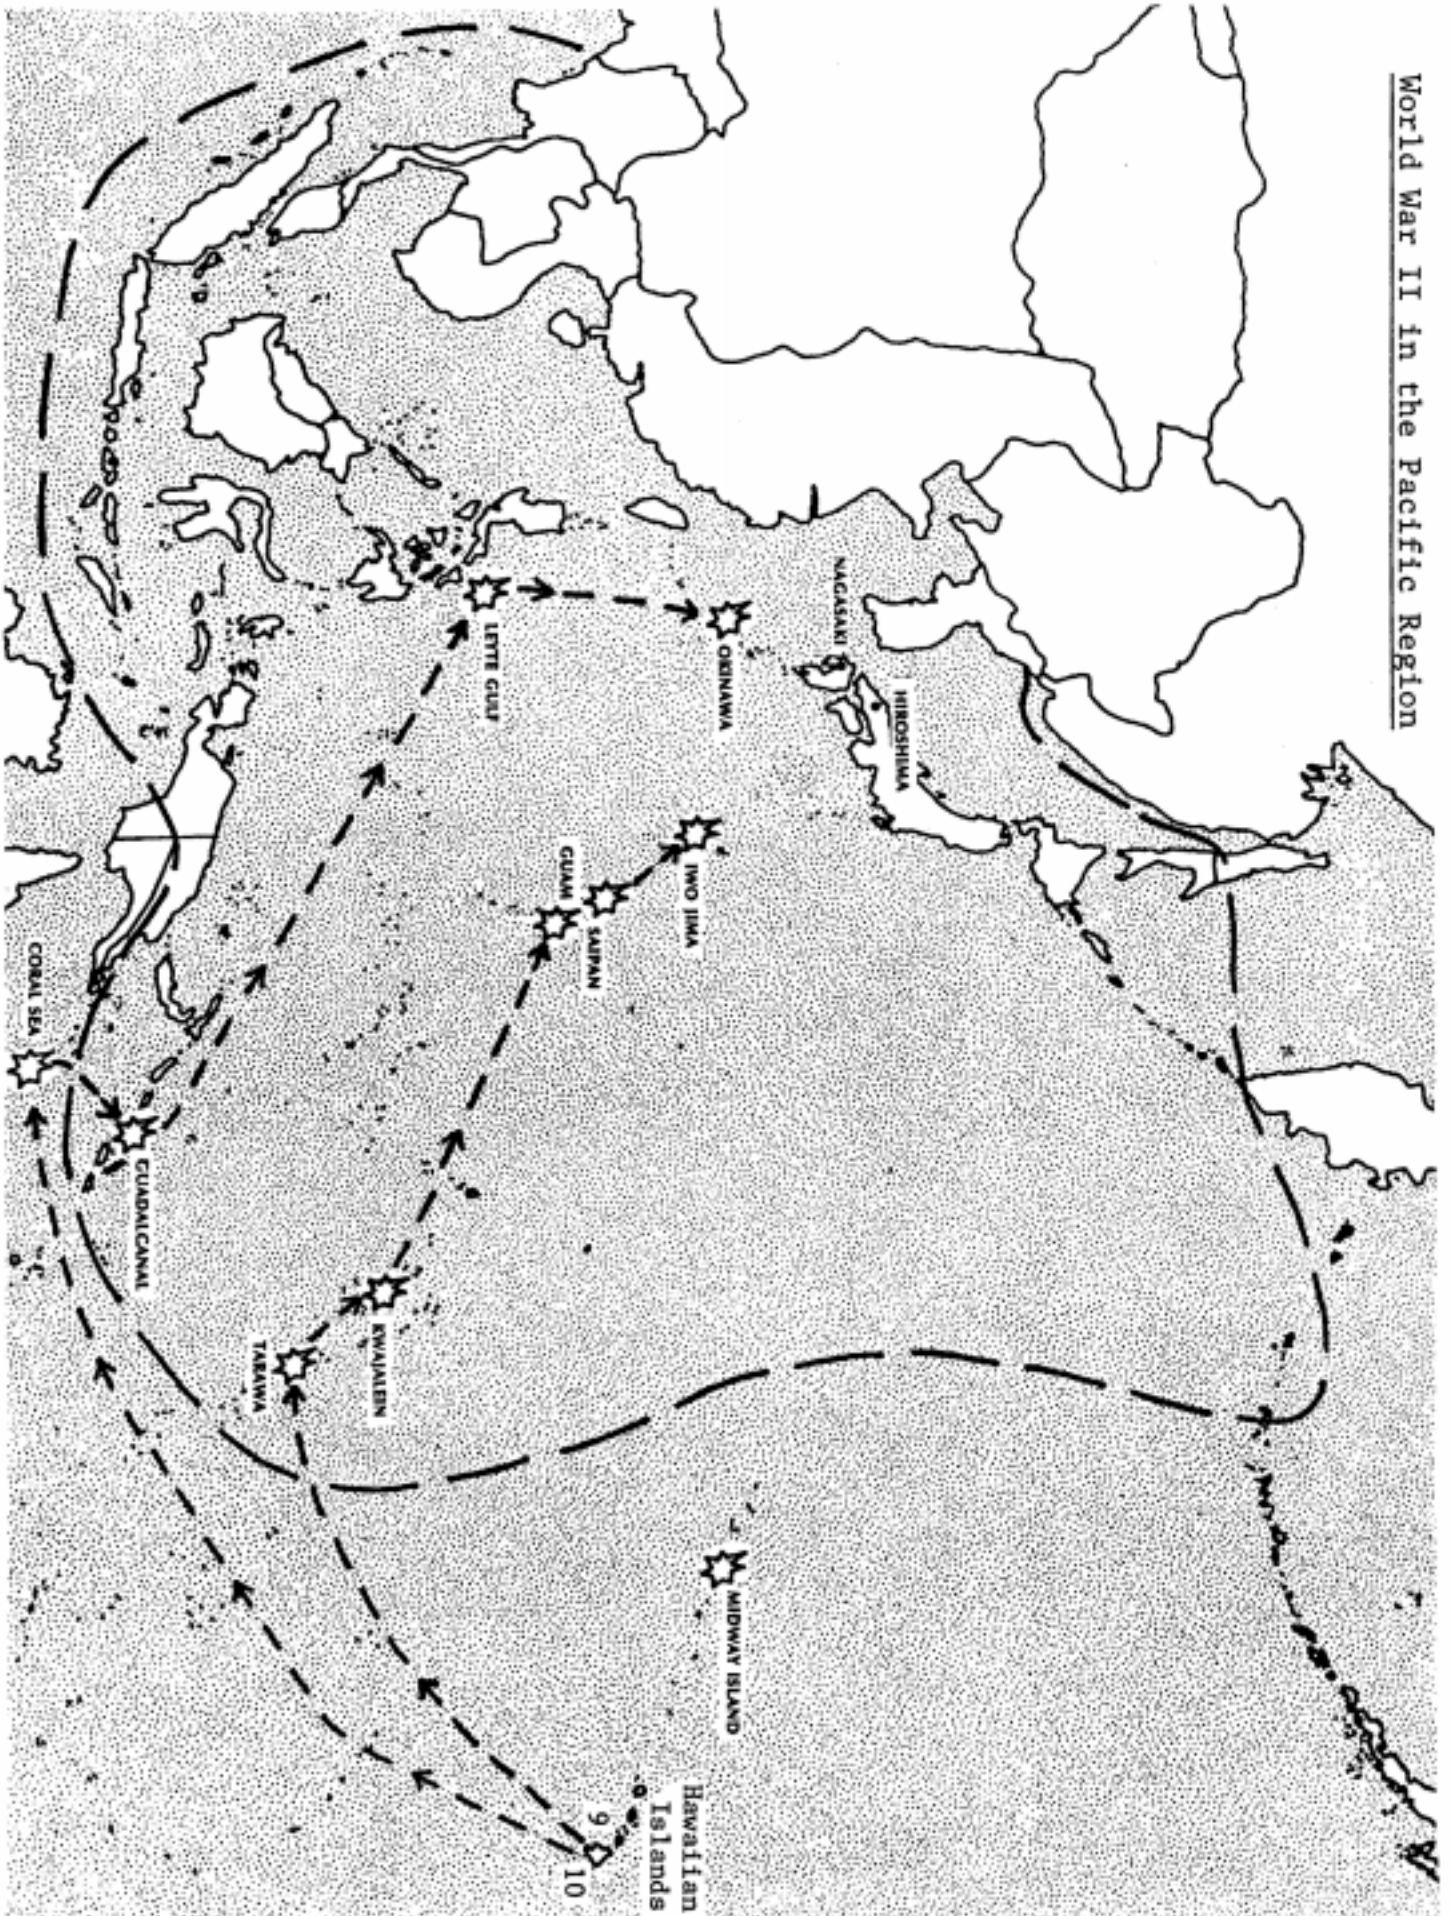 World War II in the Pacific Region
NAGASAKI
HIROSHIMA
OKINAWA
LEYTE GULF
IWO JIMA
GUAM
SAIPAN
CORAL SEA
GUADALCANAL
KWAJALEIN
TARAWA
MIDWAY ISLAND
Hawaiian
Islands
9
10